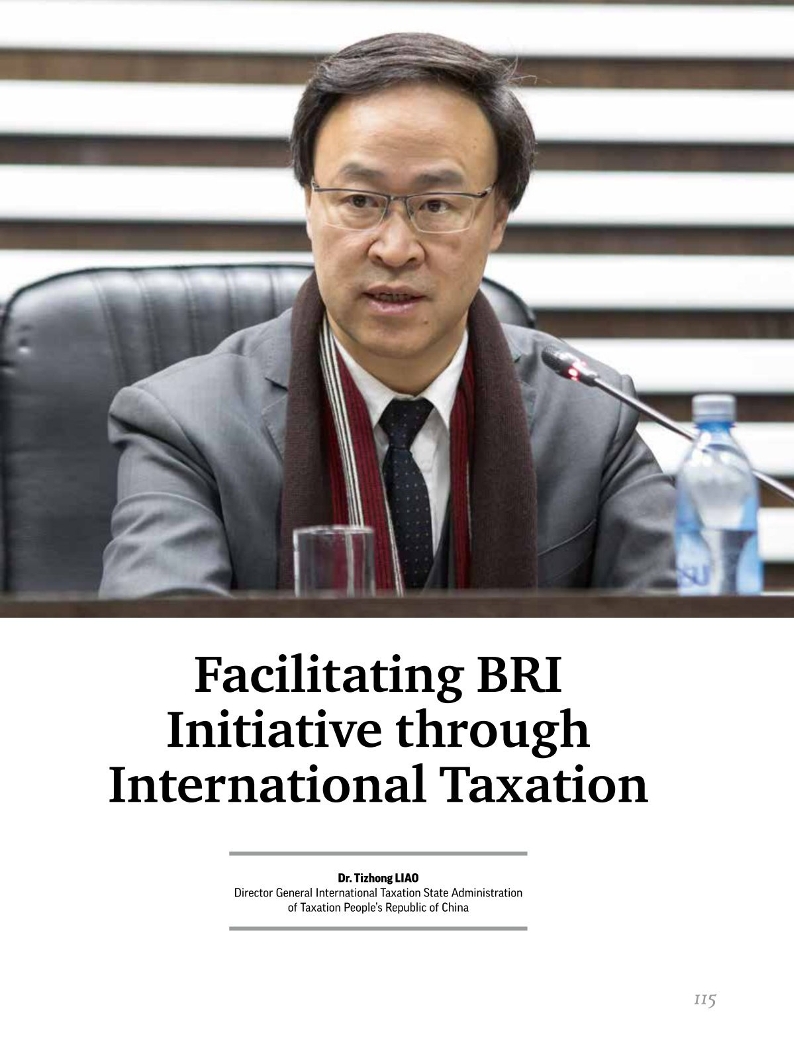 Facilitating BRI
Initiative through
International Taxation
Dr. Tizhong LIAO
Director General International Taxation State Administration
of Taxation People's Republic of China
115